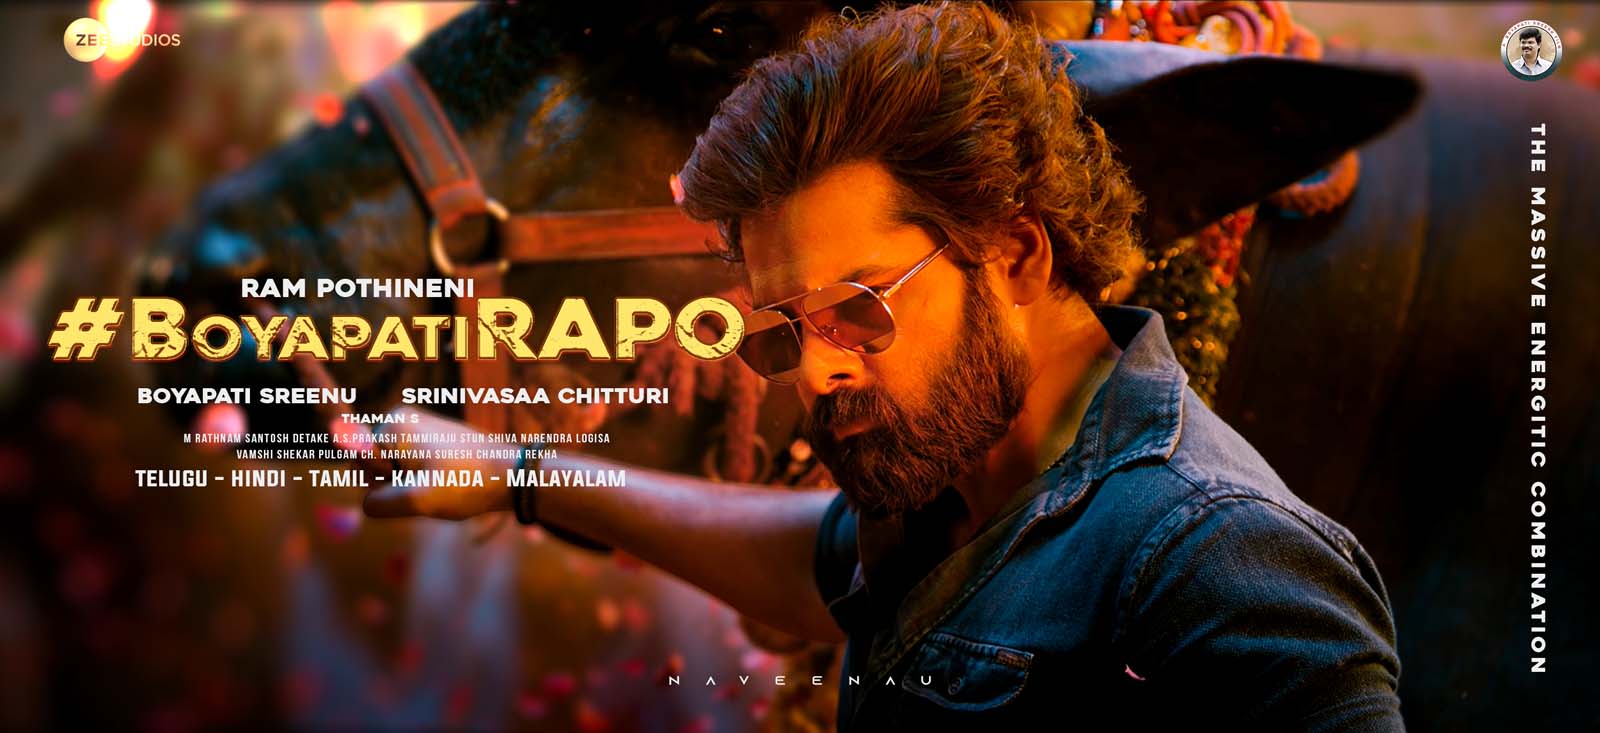 ZEE STUDIOS
RAM POTHINENI
#BOYAPATIRAPO
BOYAPATI SREENU SRINIVASAA CHITTURI
THAMAN S
M RATHNAM SANTOSH DETAKE A.S.PRAKASH TAMMIRAJU STUN SHIVA NARENDRA LOGISA
VAMSHI SHEKAR PULGAM CH. NARAYANA SURESH CHANDRA REKHA
TELUGU - HINDI - TAMIL - KANNADA - MALAYALAM
THE MASSIVE ENERGITIC COMBINATION
NAVEENAU